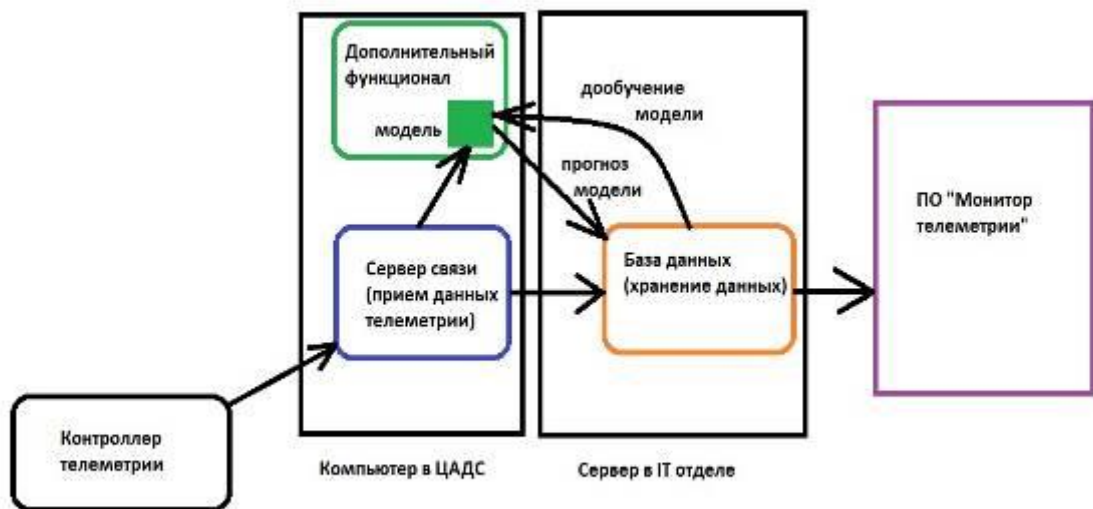 Дополнительный
функционал
модель
дообучение
модели
прогноз
модели
Сервер связи
(прием данных
телеметрии)
База данных
(хранение данных)
ПО "Монитор
телеметрии"
Контроллер
телеметрии
Компьютер в ЦАДС
Сервер в IT отделе